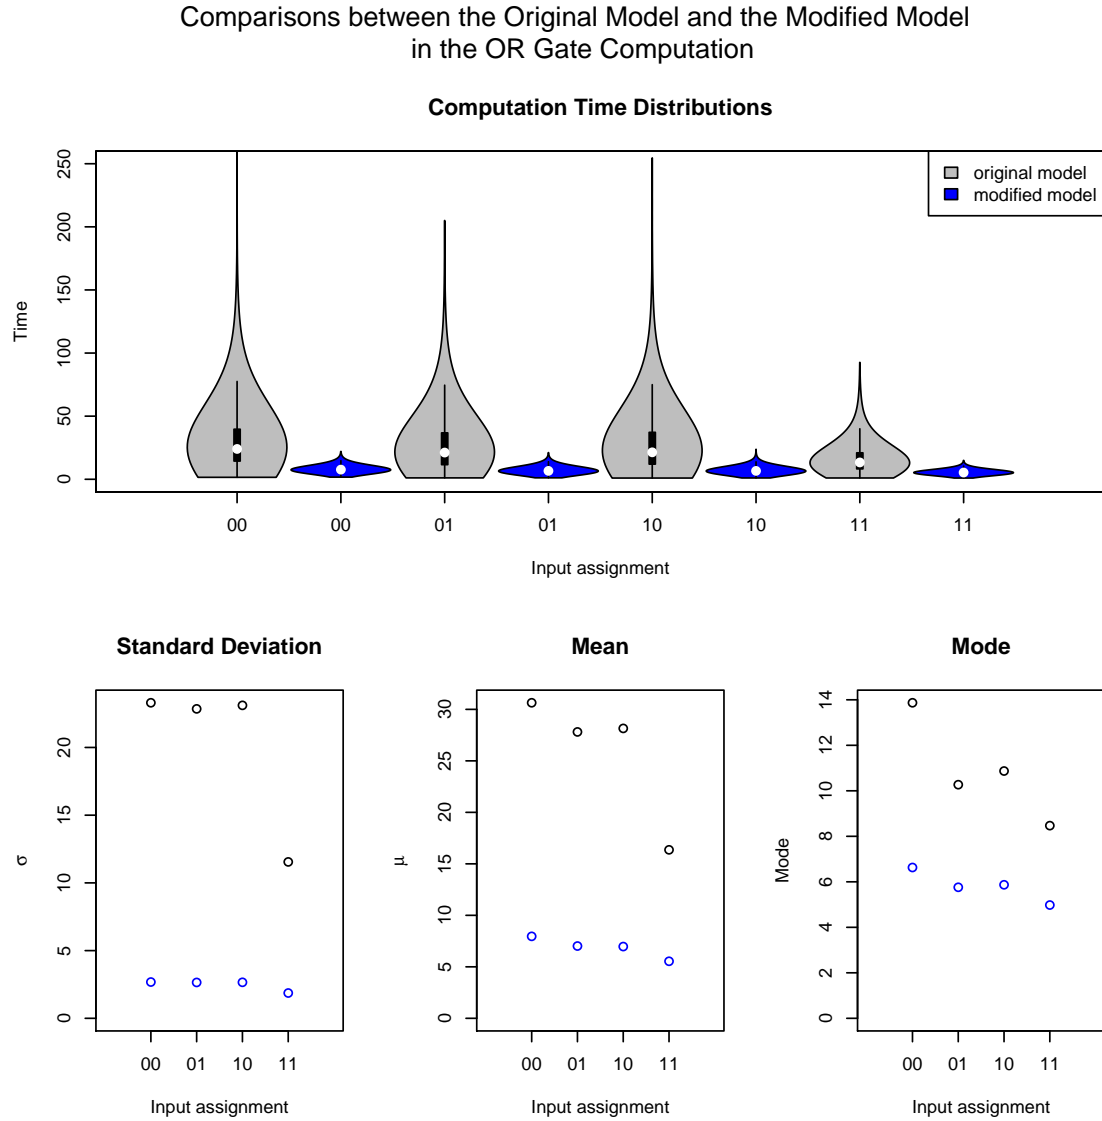 Comparisons between the Original Model and the Modified Model
in the OR Gate Computation
Computation Time Distributions
250
200
150
100
50
0
Time
original model
modified model
00 00 01 01 10 10 11 11
Input assignment
Standard Deviation
20
15
10
5
0
σ
00 01 10 11
Input assignment
Mean
30
25
20
15
10
5
0
μ
00 01 10 11
Input assignment
Mode
14
12
10
8
6
4
2
0
Mode
00 01 10 11
Input assignment